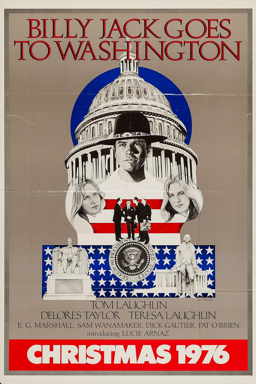 BILLY JACK GOES
TO WASHINGTON
TOM LAUGHLIN
DELORES TAYLOR TERESA LAUGHLIN
E. G. MARSHALL, SAM WANAMAKER, DICK GAUTIER, PAT O'BRIEN
introducing LUCIE ARNAZ
CHRISTMAS 1976